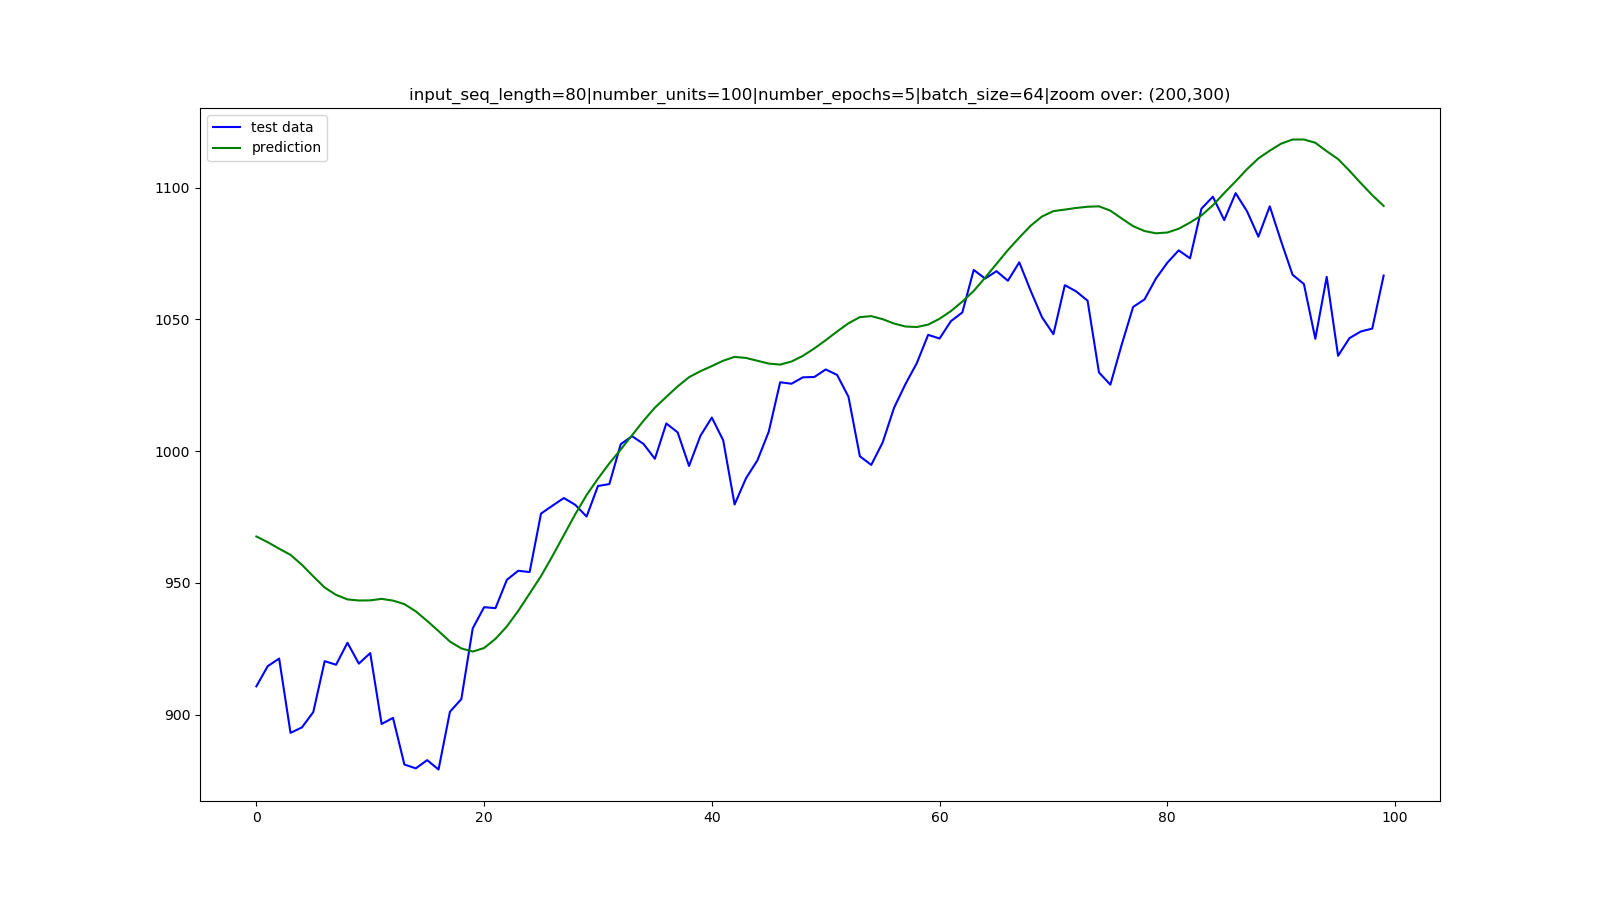 input_seq_length=80|number_units=100|number_epochs=5|batch_size=64|zoom over: (200,300)
test data
prediction
1100
1050
1000
950
900
0 20 40 60 80 100